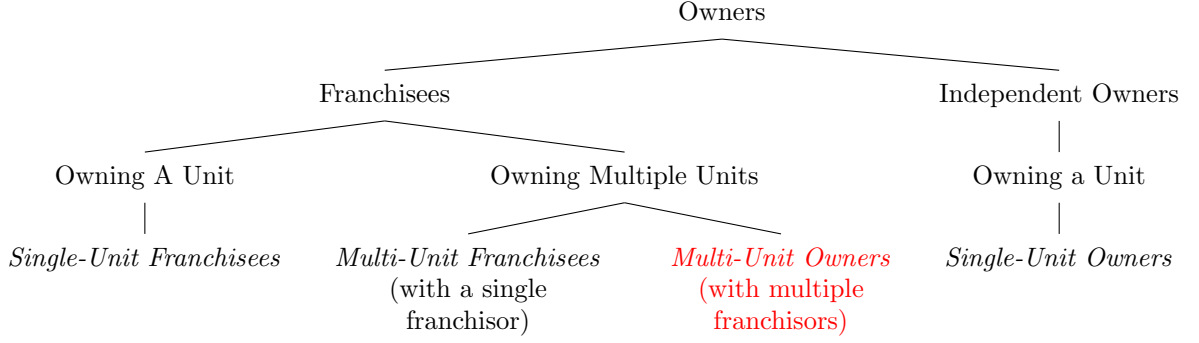 Owners
Franchisees
Independent Owners
Owning A Unit
Owning Multiple Units
Owning a Unit
Single-Unit Franchisees
Multi-Unit Franchisees
(with a single
franchisor)
Multi-Unit Owners
(with multiple
franchisors)
Single-Unit Owners